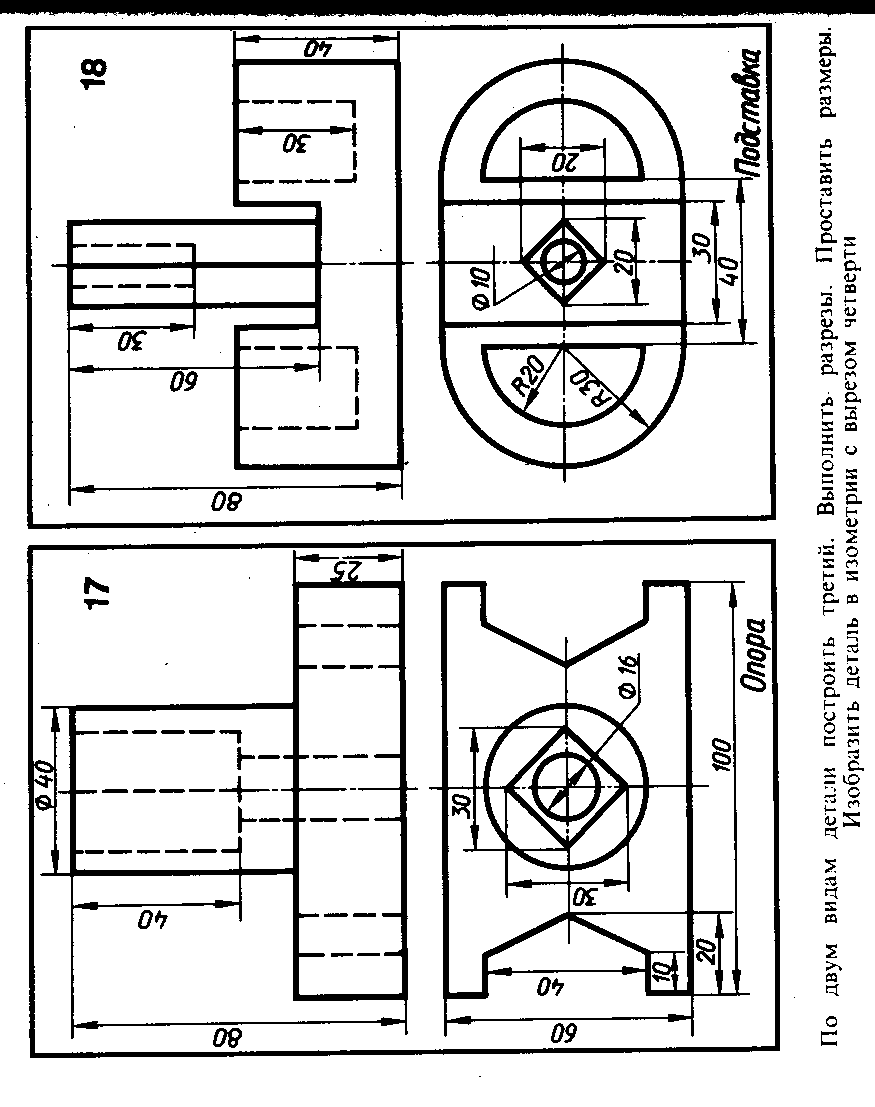 18
40
30
30
60
80
20
Ф10
20
30
40
R20
R30
Подставка
17
25
Ф40
40
80
Ф16
30
30
100
40
10
20
60
Опора
По двум видам детали построить третий. Выполнить разрезы. Проставить размеры.
Изобразить деталь в изометрии с вырезом четверти